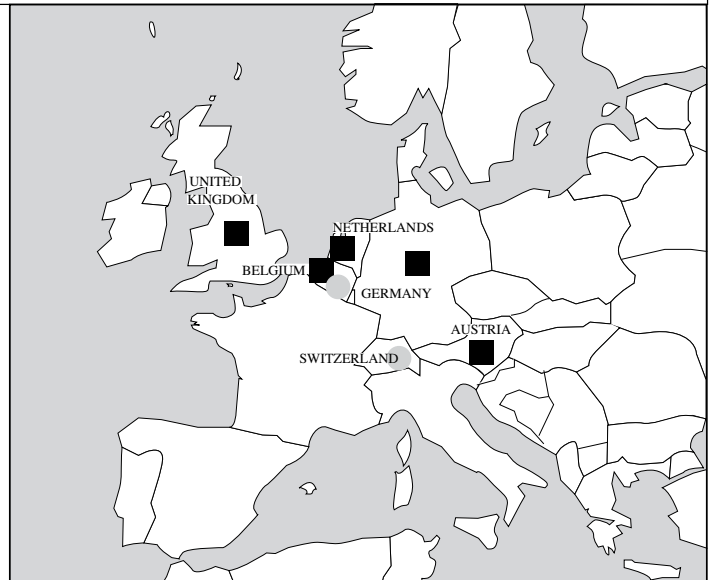 UNITED
KINGDOM
NETHERLANDS
BELGIUM
GERMANY
AUSTRIA
SWITZERLAND